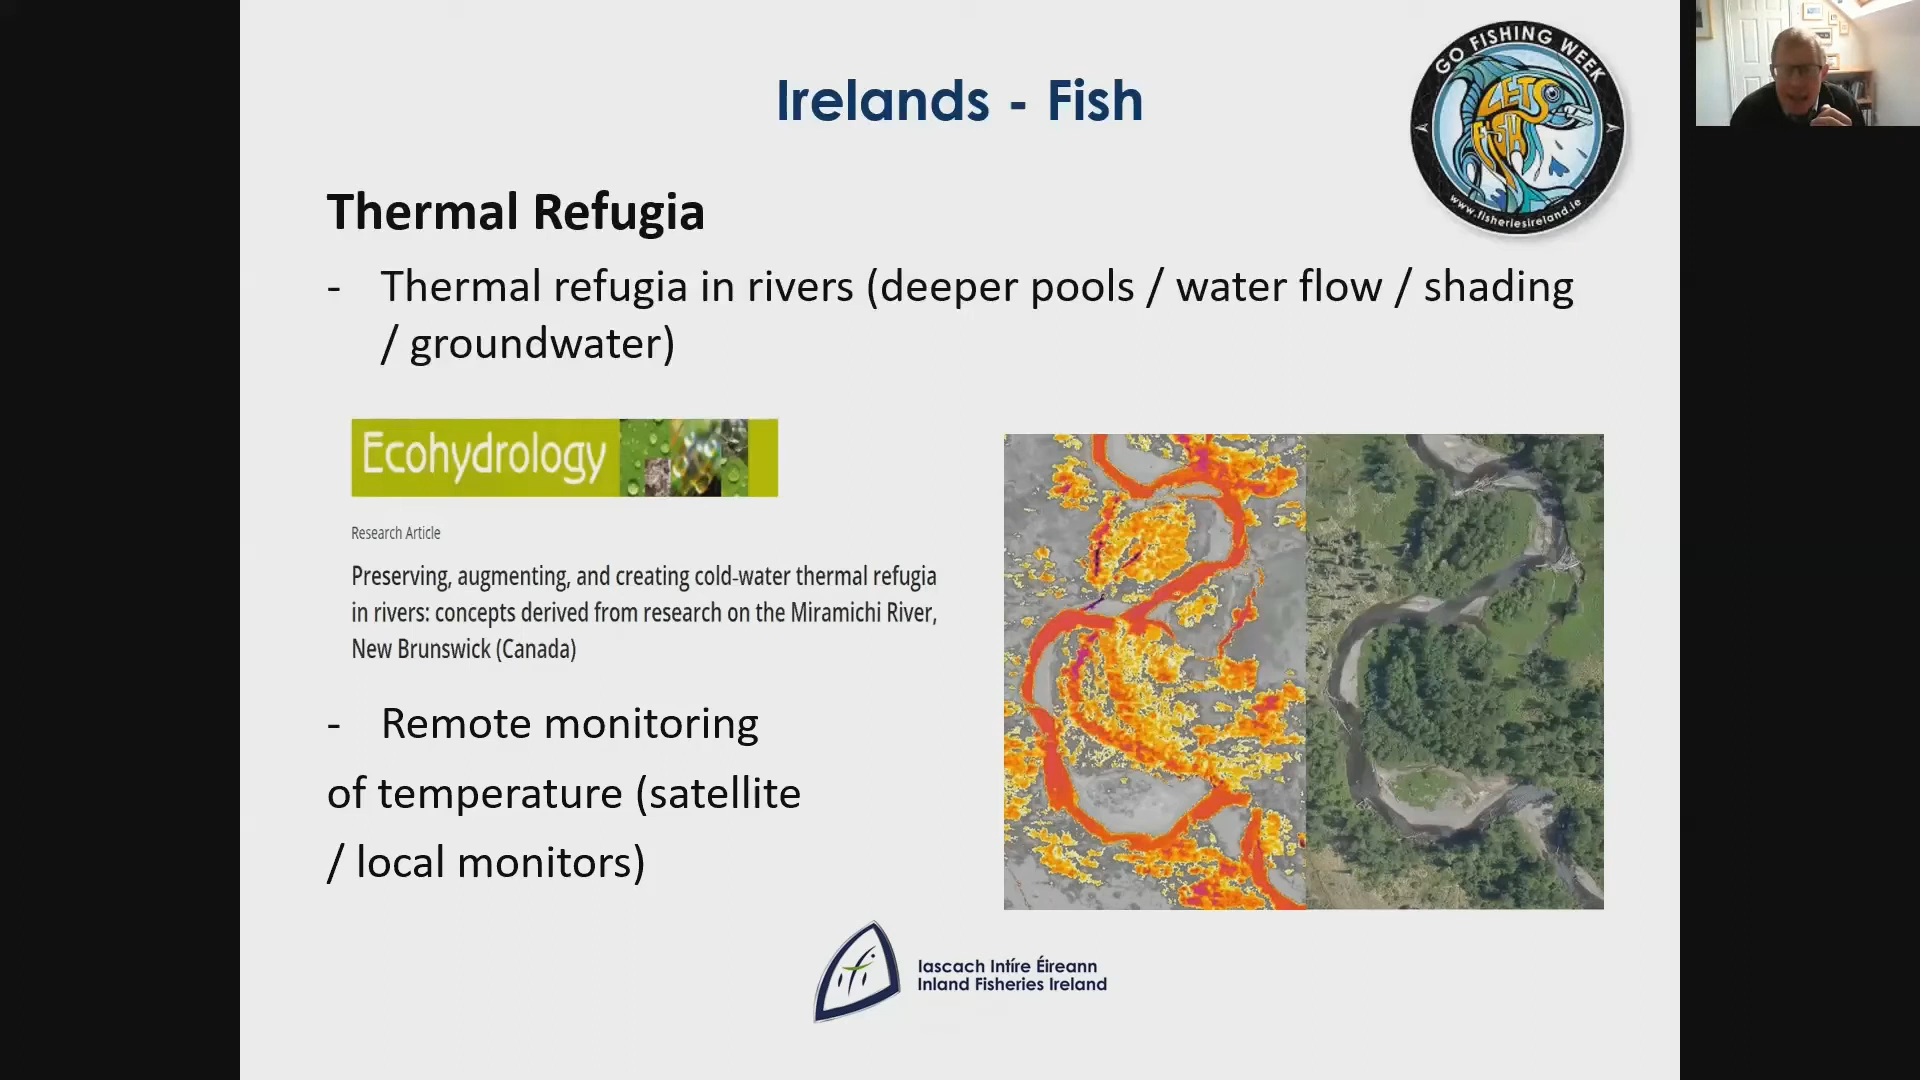 Irelands - Fish
GO FISHING WEEK
LETS
FISH
www.fisheriesireland.ie
Thermal Refugia
- Thermal refugia in rivers (deeper pools / water flow / shading
/ groundwater)
Ecohydrology
Research Article
Preserving, augmenting, and creating cold-water thermal refugia
in rivers: concepts derived from research on the Miramichi River,
New Brunswick (Canada)
- Remote monitoring
of temperature (satellite
/ local monitors)
ifi
Iascach Intíre Éireann
Inland Fisheries Ireland